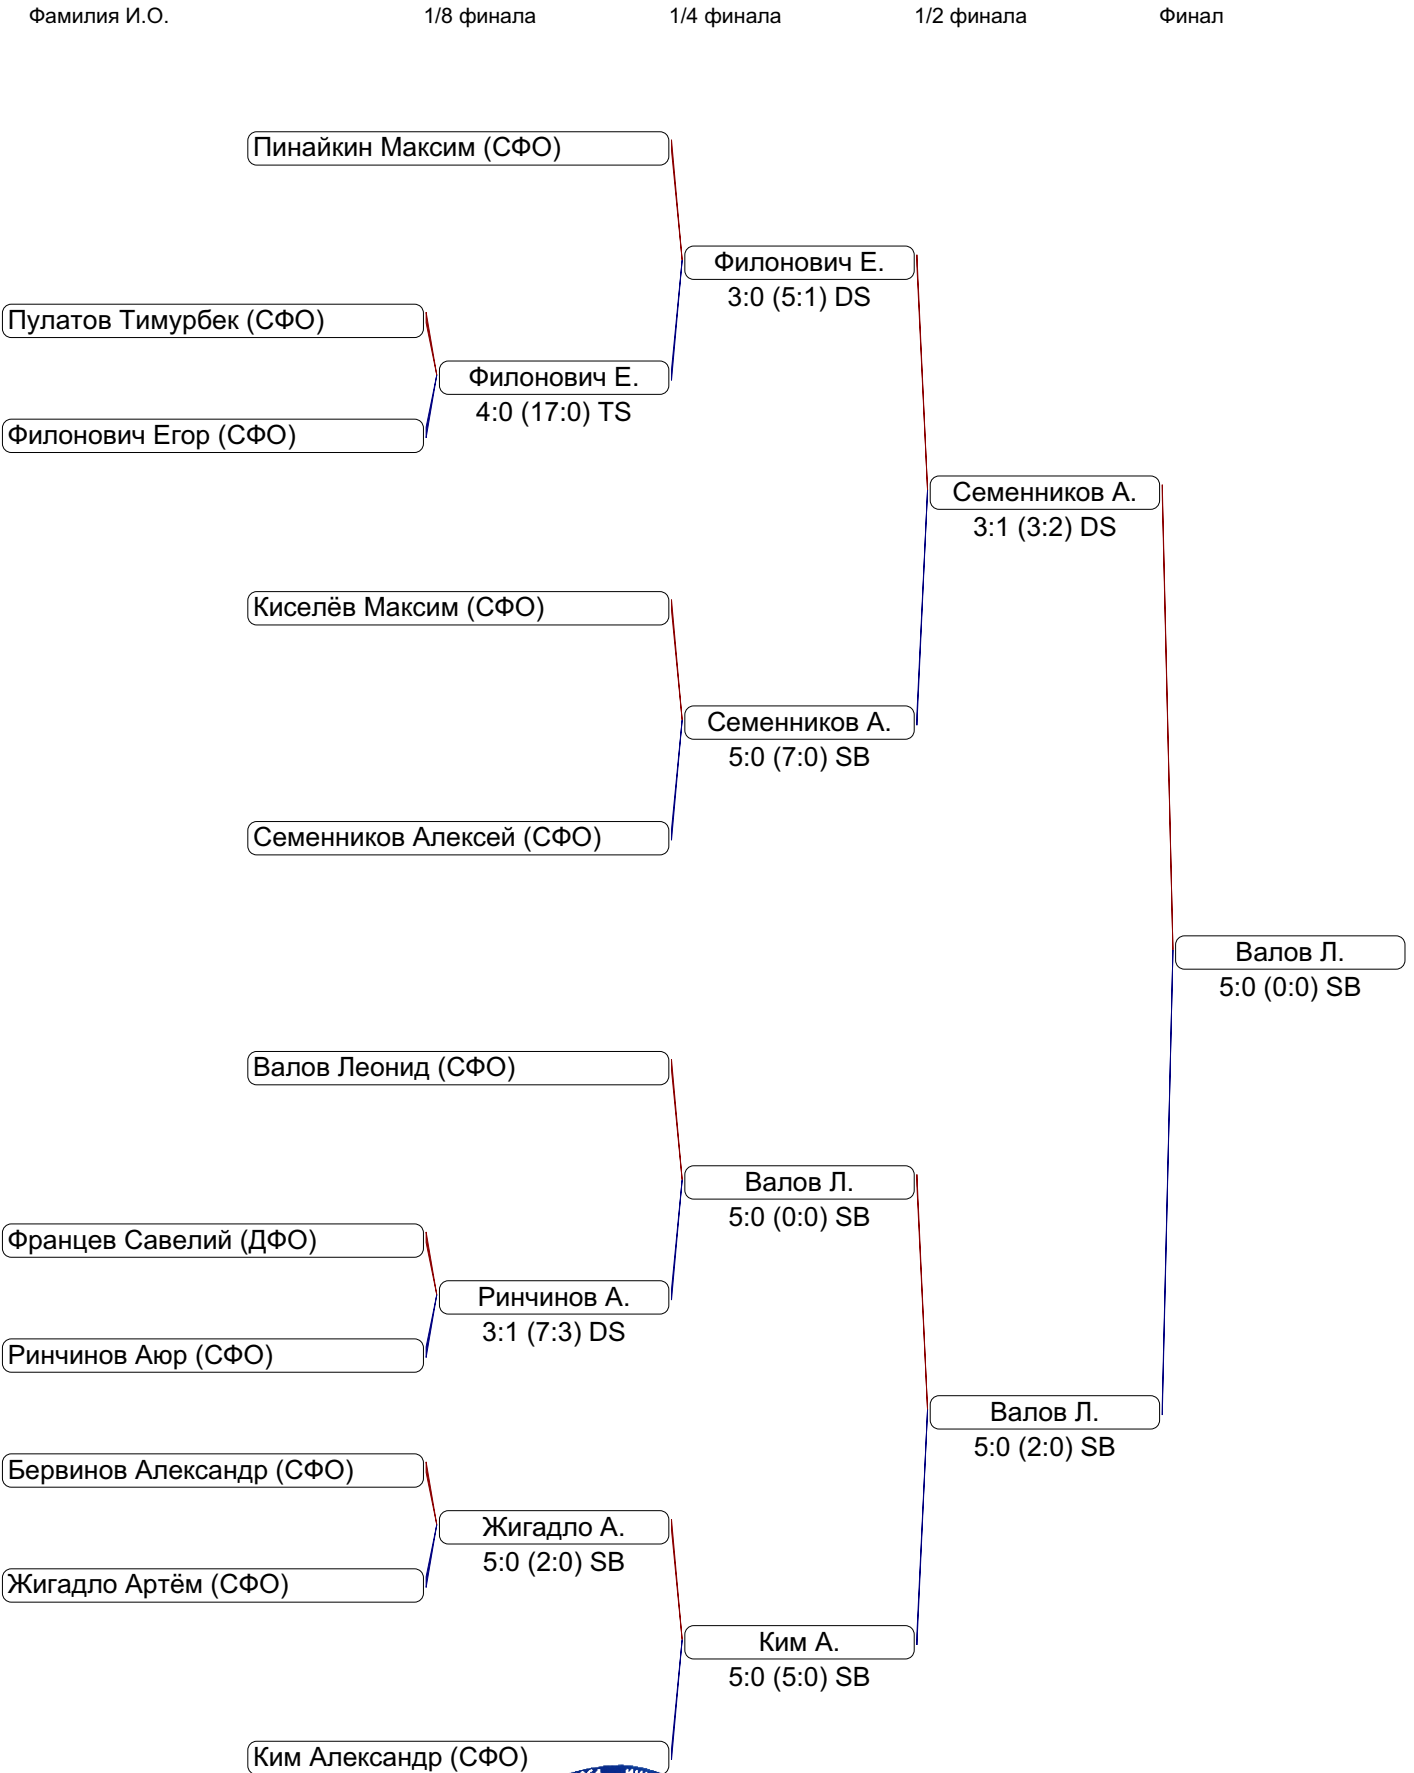 Фамилия И.О. 1/8 финала 1/4 финала 1/2 финала Финал
Пинайкин Максим (СФО)
Филонович Е.
3:0 (5:1) DS
Пулатов Тимурбек (СФО)
Филонович Е.
4:0 (17:0) TS
Филонович Егор (СФО)
Семенников А.
3:1 (3:2) DS
Киселёв Максим (СФО)
Семенников А.
5:0 (7:0) SB
Семенников Алексей (СФО)
Валов Л.
5:0 (0:0) SB
Валов Леонид (СФО)
Валов Л.
5:0 (0:0) SB
Францев Савелий (ДФО)
Ринчинов А.
3:1 (7:3) DS
Ринчинов Аюр (СФО)
Валов Л.
5:0 (2:0) SB
Бервинов Александр (СФО)
Жигадло А.
5:0 (2:0) SB
Жигадло Артём (СФО)
Ким А.
5:0 (5:0) SB
Ким Александр (СФО)